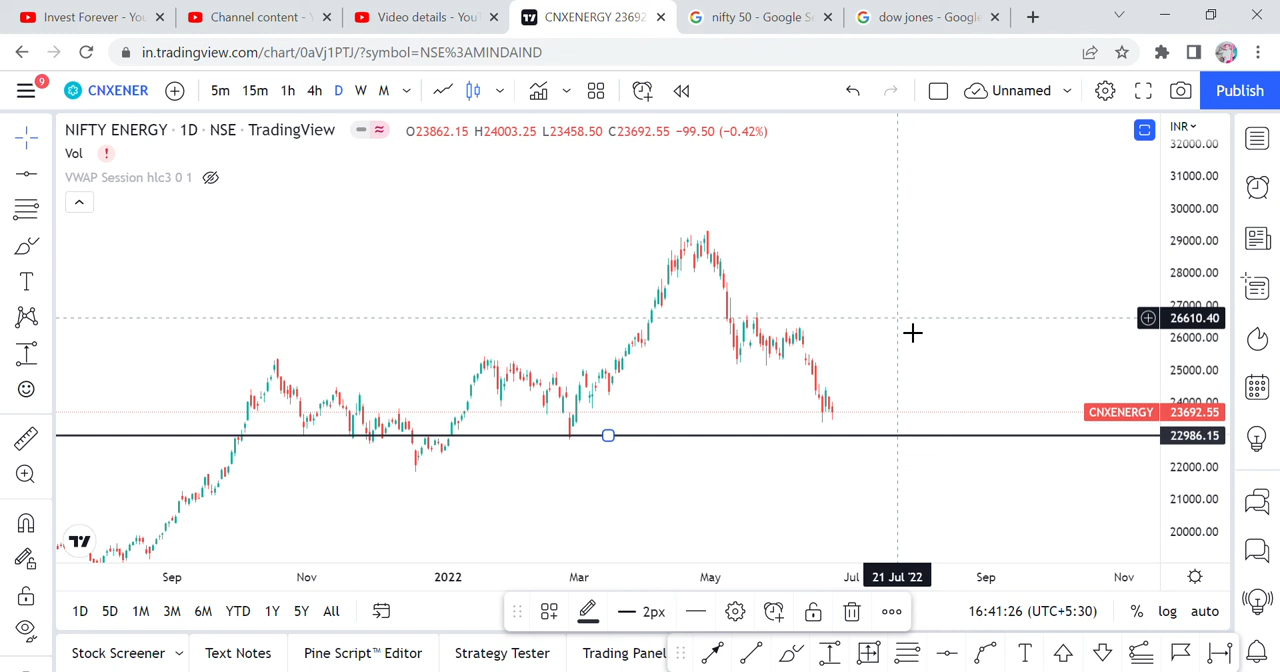 Invest Forever - Yo
Channel content - Y
Video details - You
CNXENERGY 23692
nifty 50 - Google S
dow jones - Google
in.tradingview.com/chart/0aVj1PTJ/?symbol=NSE%3AMINDAIND
9
CNXENER
5m 15m 1h 4h D W M
Unnamed
Publish
NIFTY ENERGY · 1D · NSE · TradingView
O23862.15 H24003.25 L23458.50 C23692.55 −99.50 (−0.42%)
INR
Vol !
VWAP Session hlc3 0 1
32000.00
31000.00
30000.00
29000.00
28000.00
27000.00
26610.40
26000.00
25000.00
24000.00
CNXENERGY 23692.55
22986.15
22000.00
21000.00
20000.00
Sep Nov 2022 Mar May Jul 21 Jul '22 Sep Nov
1D 5D 1M 3M 6M YTD 1Y 5Y All
2px
16:41:26 (UTC+5:30) % log auto
Stock Screener Text Notes Pine Script™ Editor Strategy Tester Trading Panel